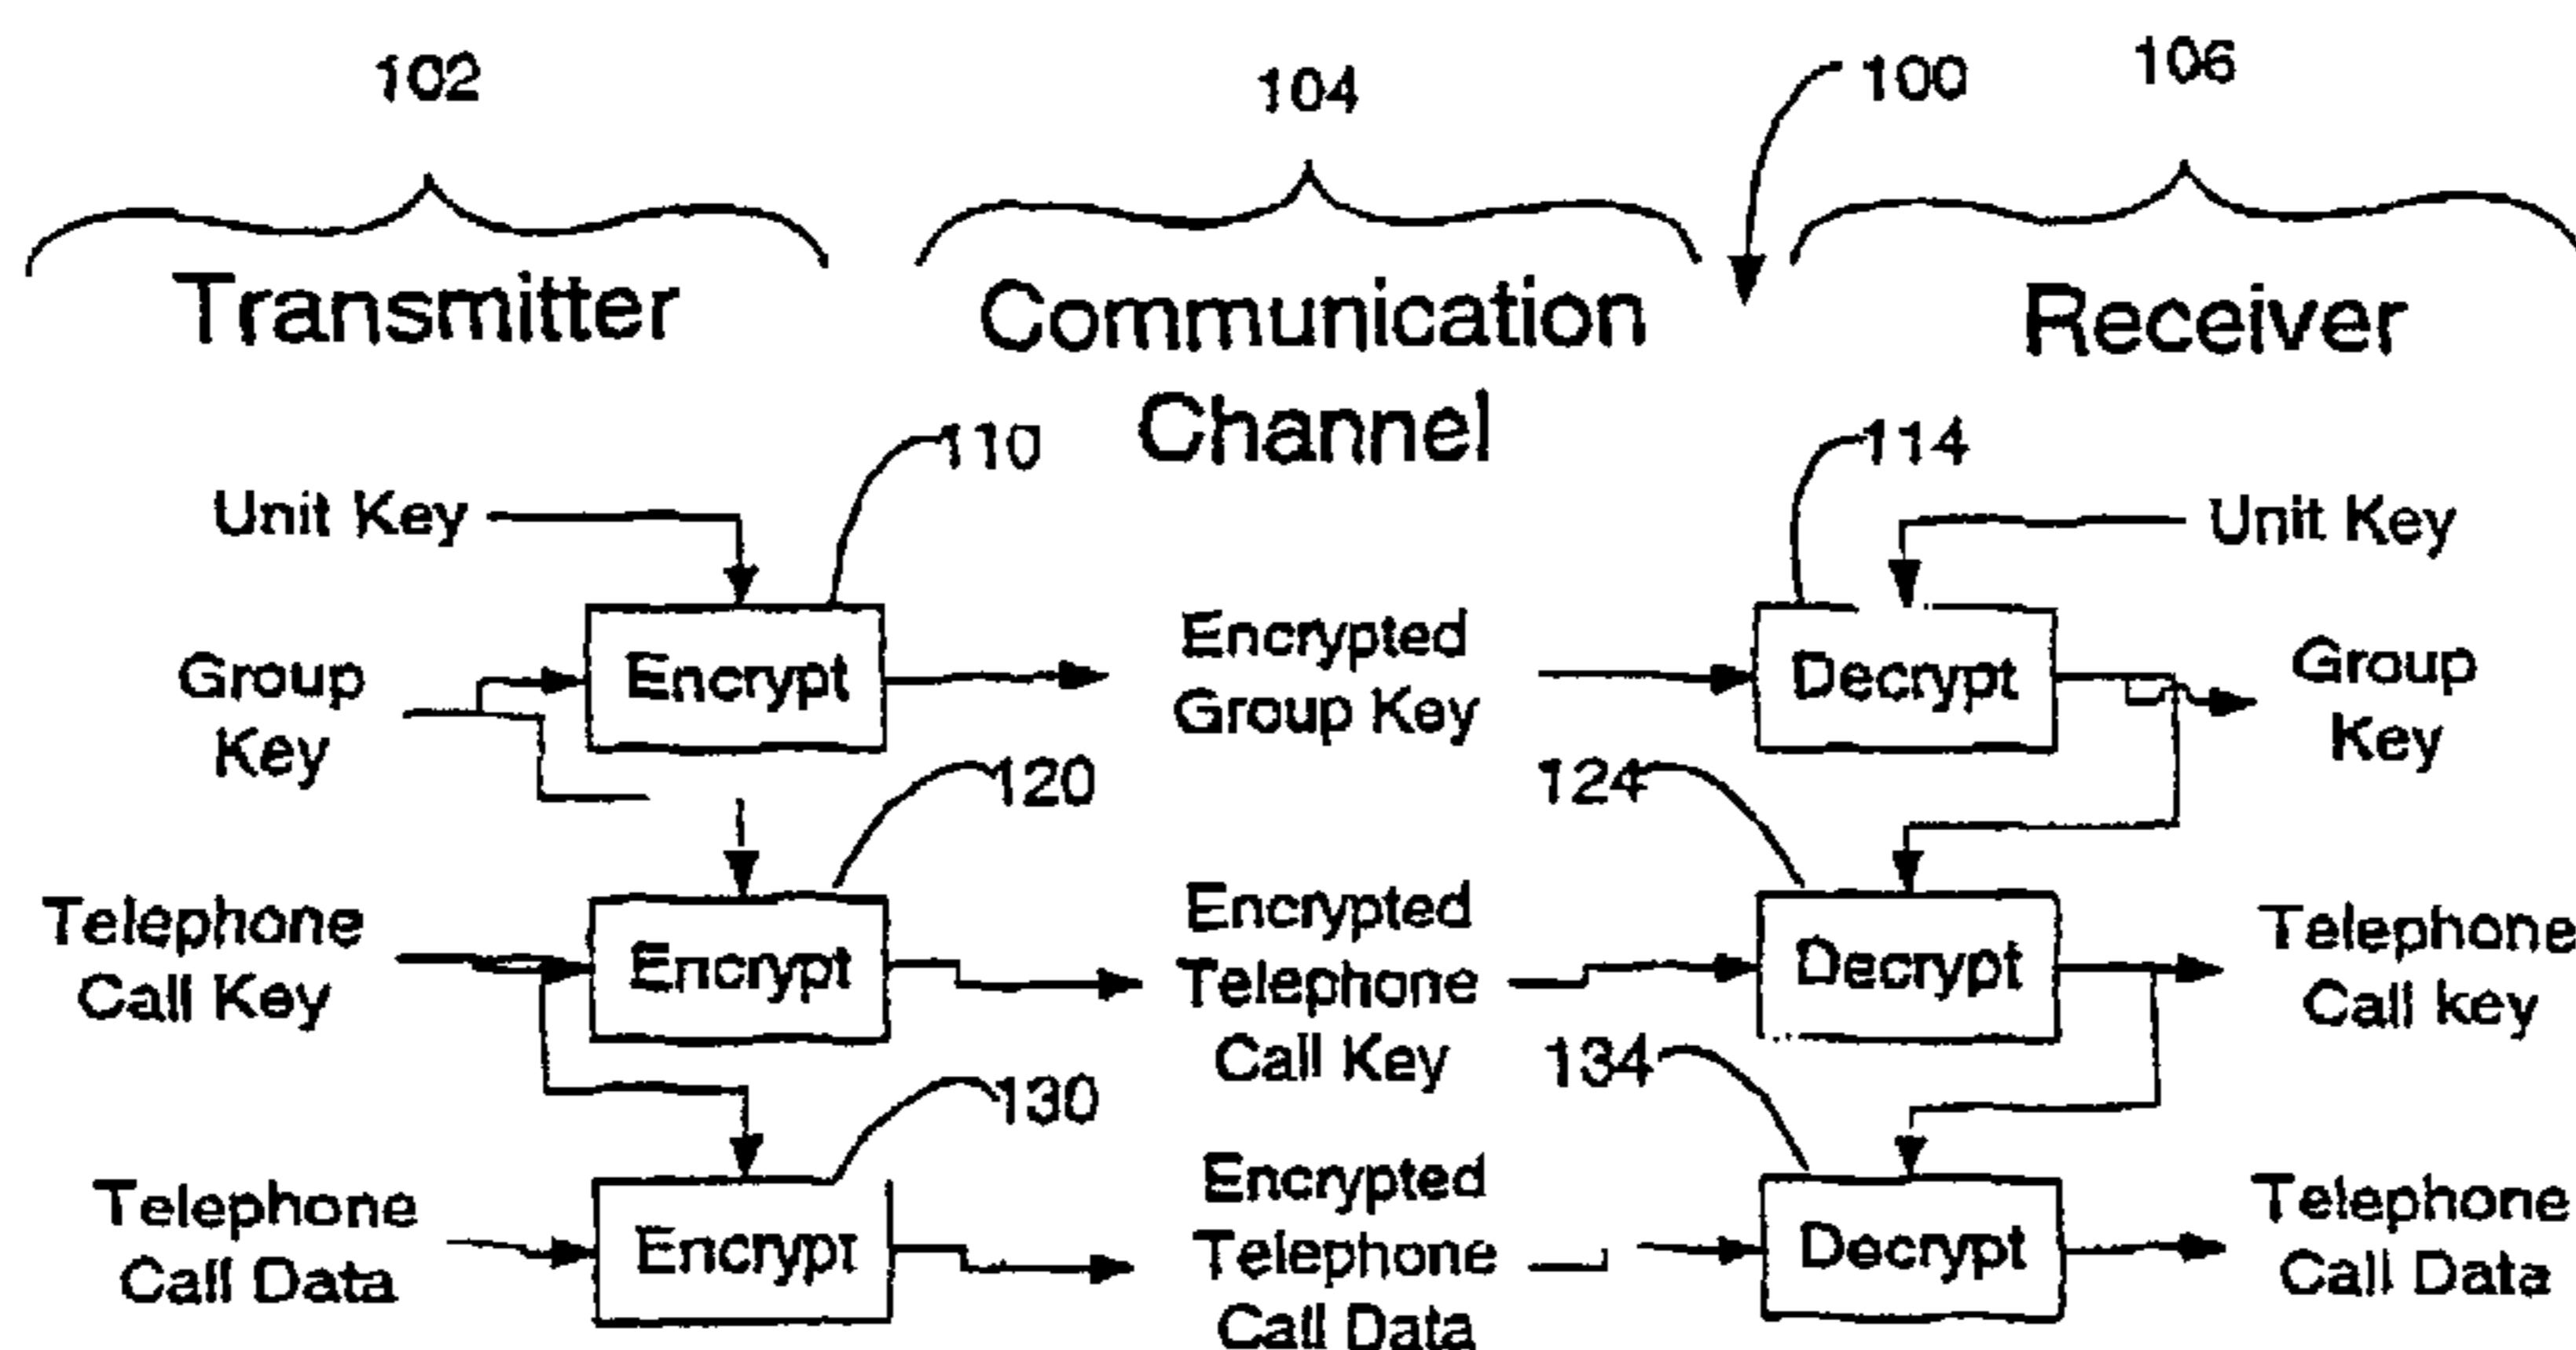 102
104
100
106
Transmitter
Communication
Channel
Receiver
110
114
Unit Key
Unit Key
Group
Key
Encrypt
Encrypted
Group Key
Decrypt
Group
Key
120
124
Telephone
Call Key
Encrypt
Encrypted
Telephone
Call Key
Decrypt
Telephone
Call key
130
134
Telephone
Call Data
Encrypt
Encrypted
Telephone
Call Data
Decrypt
Telephone
Call Data